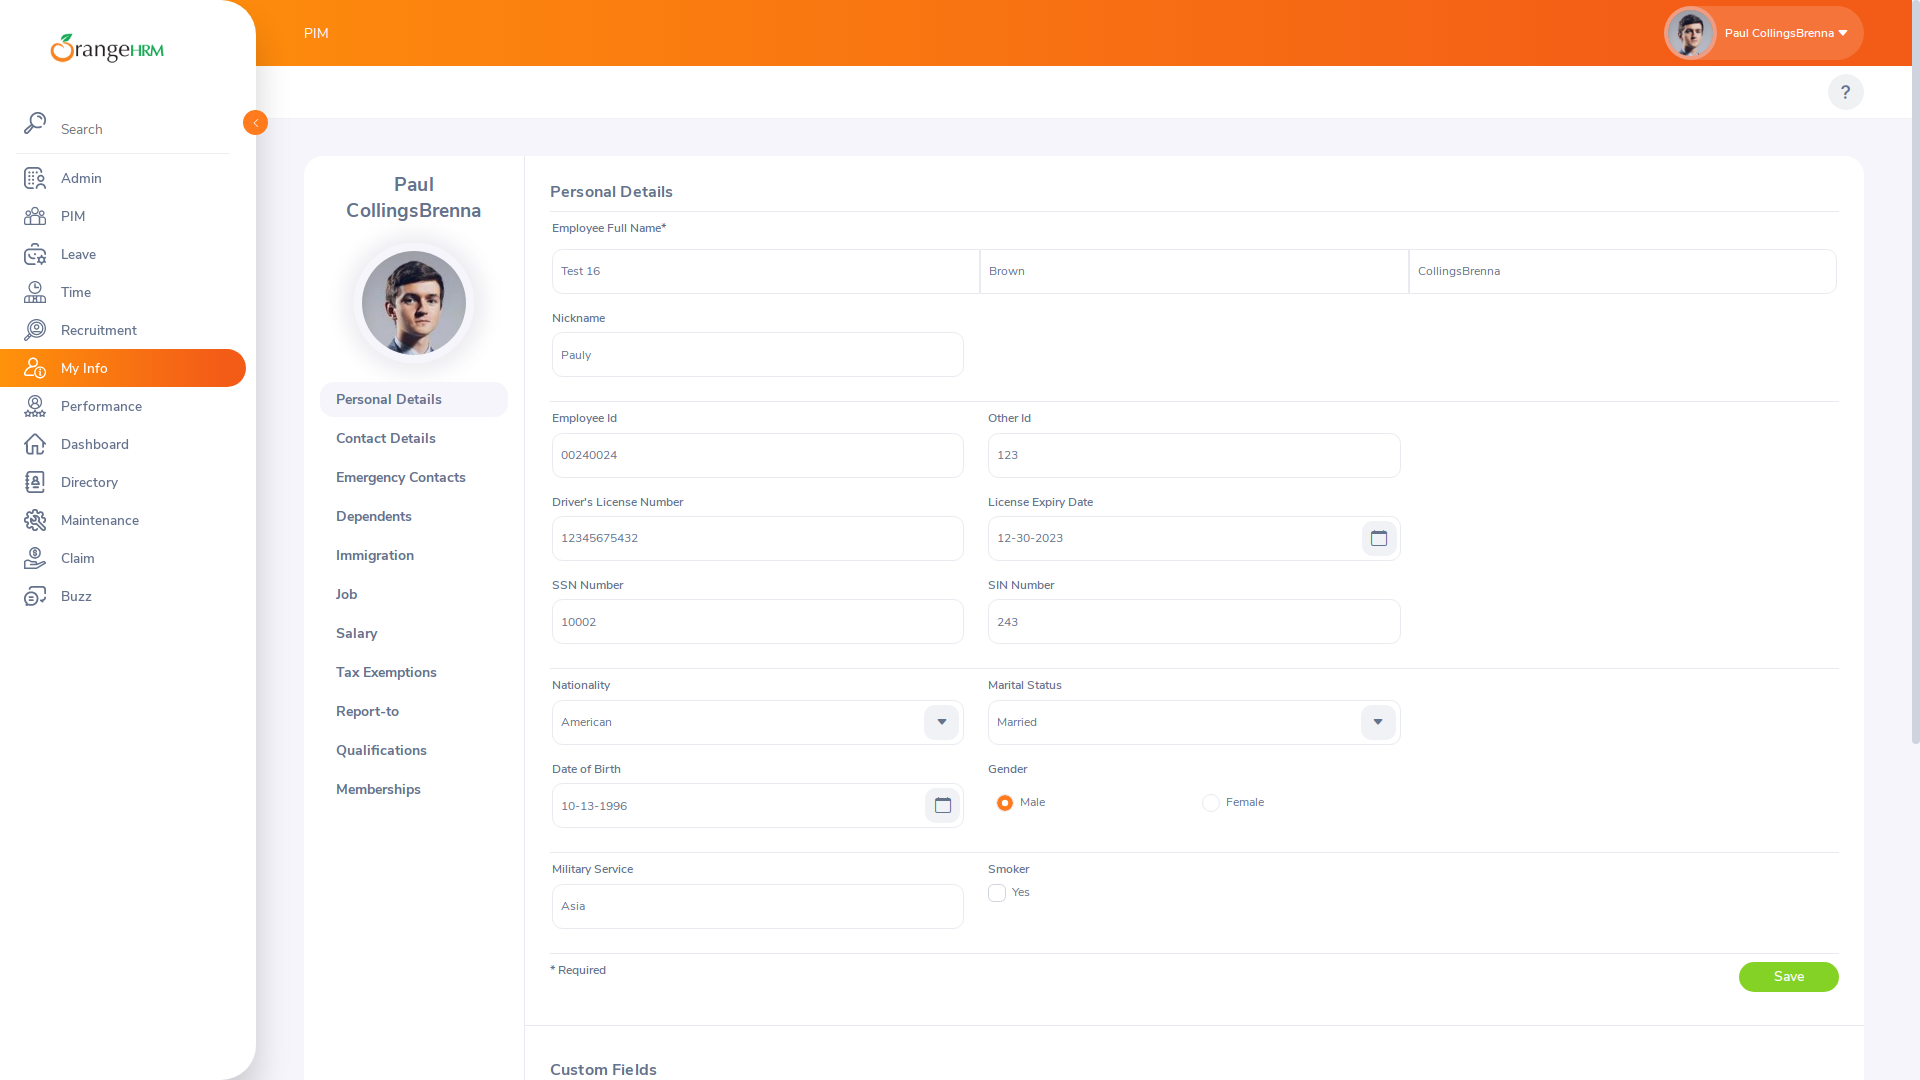 OrangeHRM
PIM
Paul CollingsBrenna
?
Search
Admin
PIM
Leave
Time
Recruitment
My Info
Performance
Dashboard
Directory
Maintenance
Claim
Buzz
Paul
CollingsBrenna
Personal Details
Contact Details
Emergency Contacts
Dependents
Immigration
Job
Salary
Tax Exemptions
Report-to
Qualifications
Memberships
Personal Details
Employee Full Name*
Test 16 Brown CollingsBrenna
Nickname
Pauly
Employee Id Other Id
00240024 123
Driver's License Number License Expiry Date
12345675432 12-30-2023
SSN Number SIN Number
10002 243
Nationality Marital Status
American Married
Date of Birth Gender
10-13-1996 Male Female
Military Service Smoker
Asia Yes
* Required Save
Custom Fields